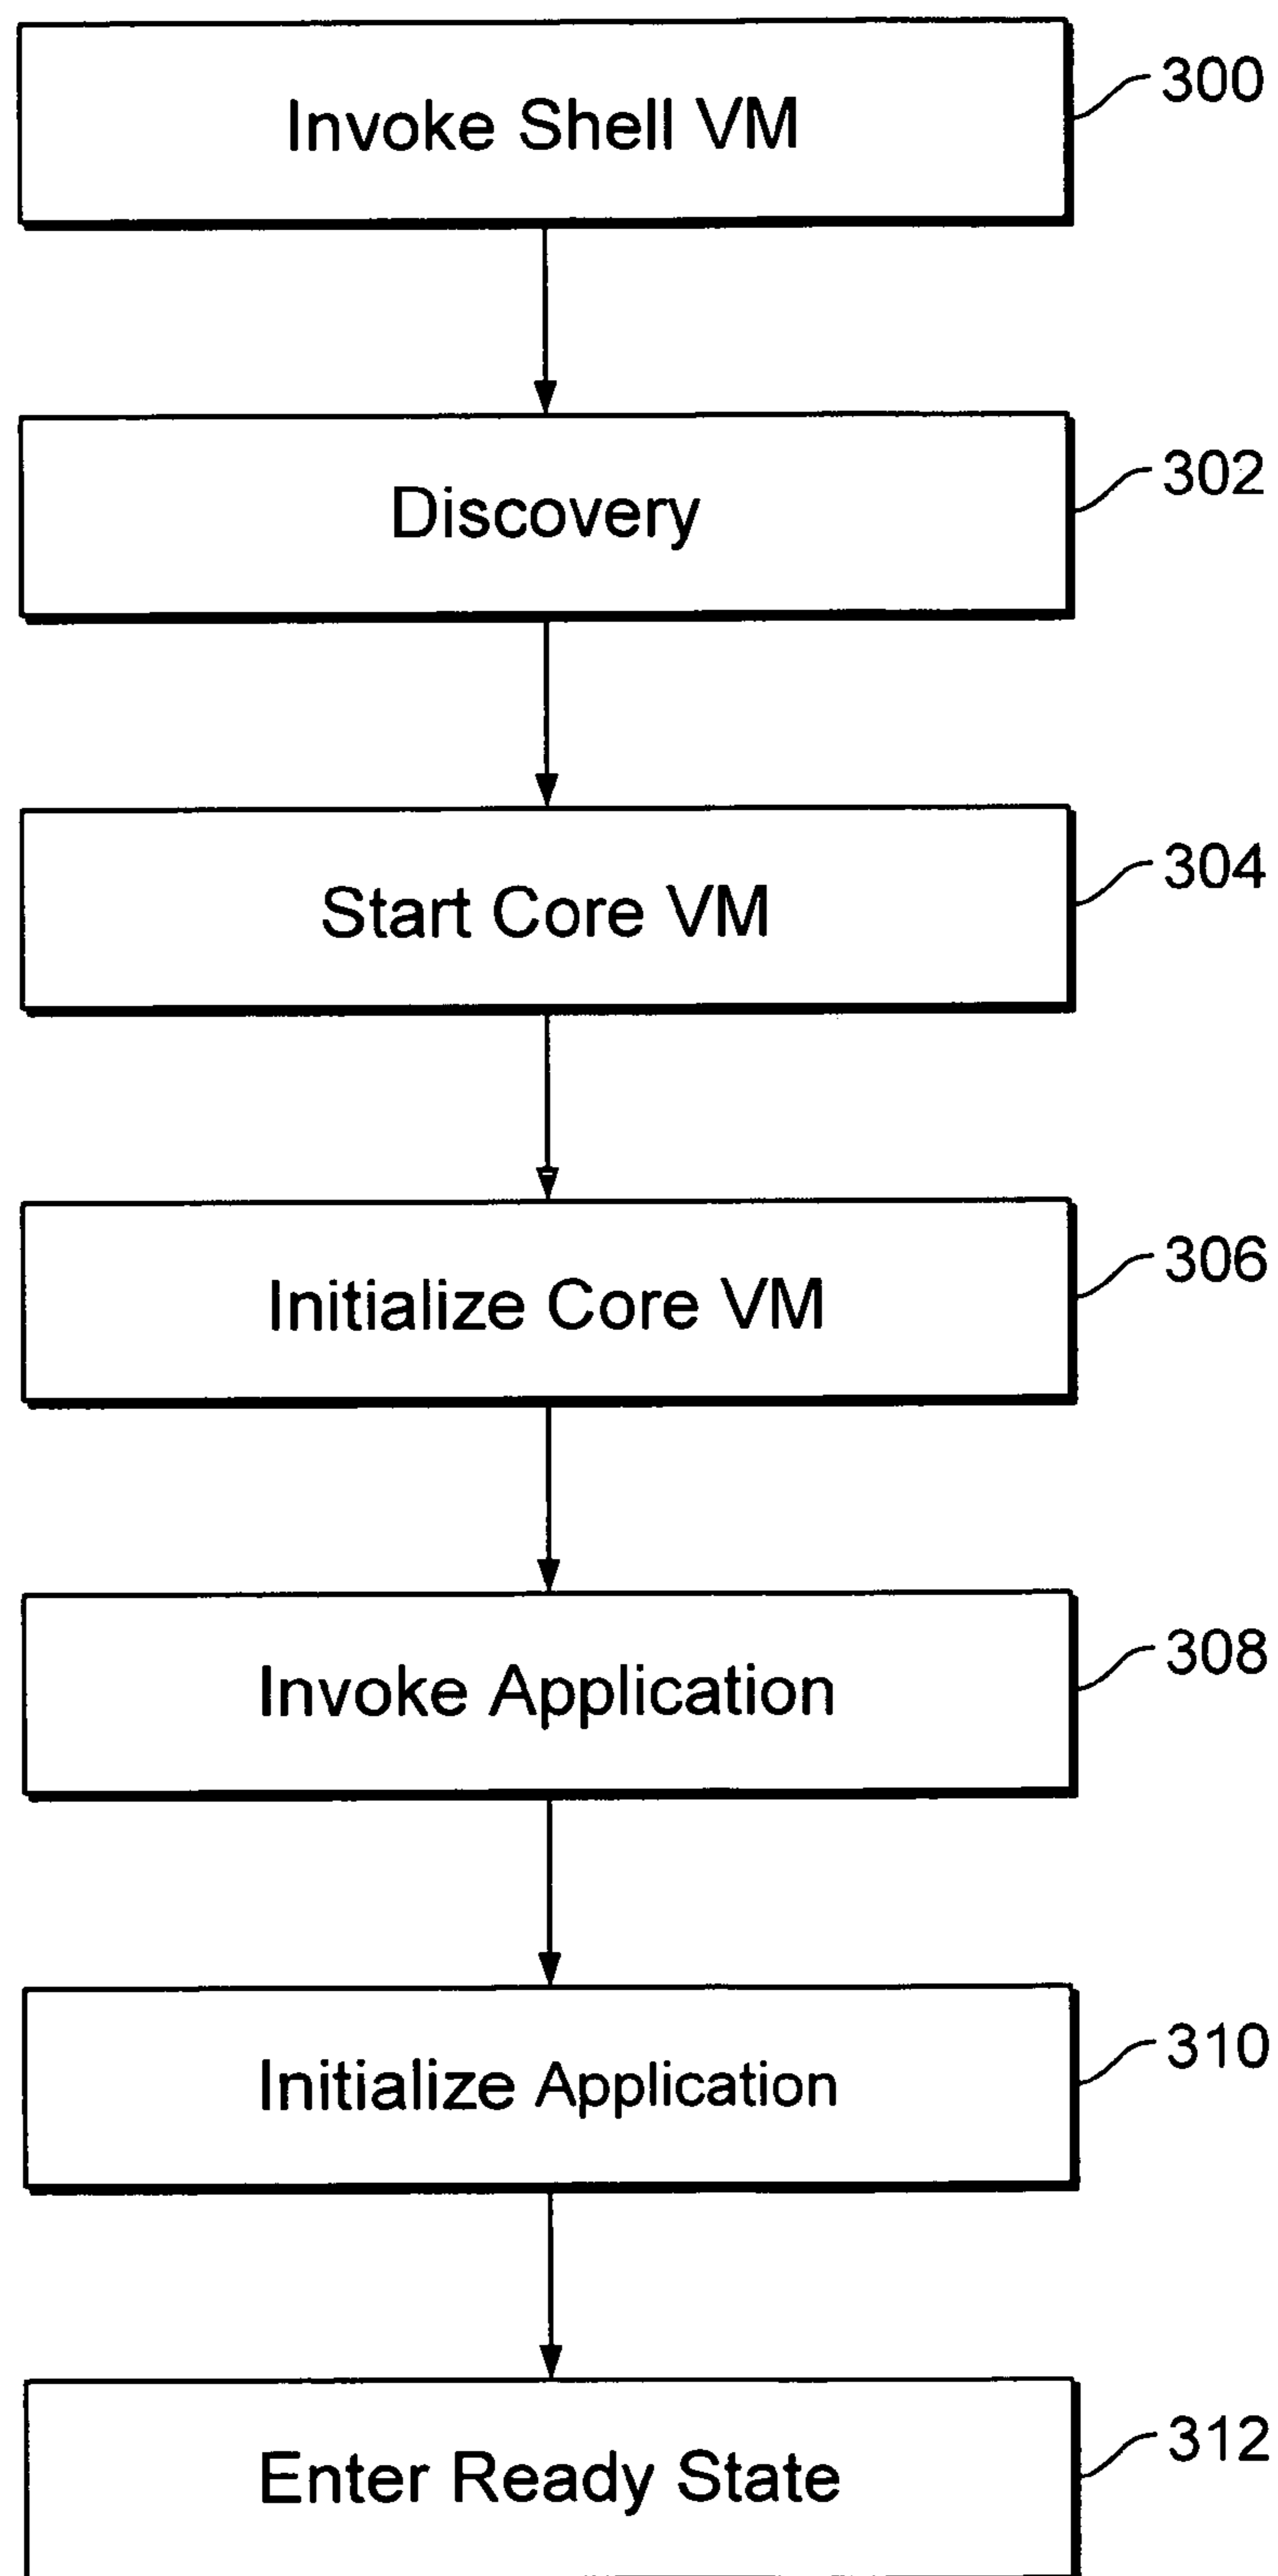 Invoke Shell VM
300
Discovery
302
Start Core VM
304
Initialize Core VM
306
Invoke Application
308
Initialize Application
310
Enter Ready State
312